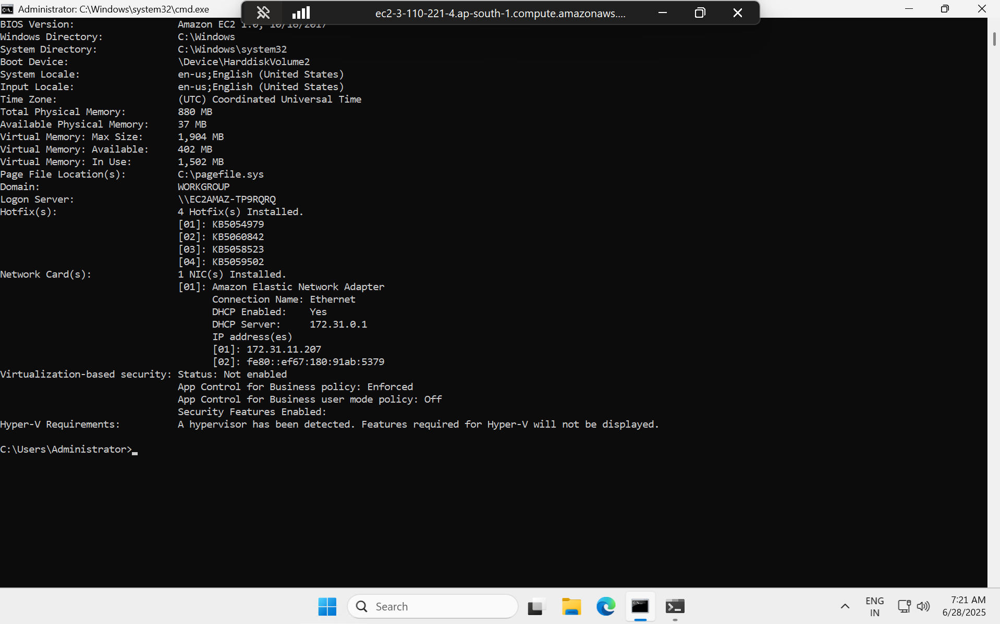 Administrator: C:\Windows\system32\cmd.exe
ec2-3-110-221-4.ap-south-1.compute.amazonaws....
BIOS Version: Amazon EC2 1.0, 10/16/2017
Windows Directory: C:\Windows
System Directory: C:\Windows\system32
Boot Device: \Device\HarddiskVolume2
System Locale: en-us;English (United States)
Input Locale: en-us;English (United States)
Time Zone: (UTC) Coordinated Universal Time
Total Physical Memory: 880 MB
Available Physical Memory: 37 MB
Virtual Memory: Max Size: 1,904 MB
Virtual Memory: Available: 402 MB
Virtual Memory: In Use: 1,502 MB
Page File Location(s): C:\pagefile.sys
Domain: WORKGROUP
Logon Server: \\EC2AMAZ-TP9RQRQ
Hotfix(s): 4 Hotfix(s) Installed.
[01]: KB5054979
[02]: KB5060842
[03]: KB5058523
[04]: KB5059502
Network Card(s): 1 NIC(s) Installed.
[01]: Amazon Elastic Network Adapter
Connection Name: Ethernet
DHCP Enabled: Yes
DHCP Server: 172.31.0.1
IP address(es)
[01]: 172.31.11.207
[02]: fe80::ef67:180:91ab:5379
Virtualization-based security: Status: Not enabled
App Control for Business policy: Enforced
App Control for Business user mode policy: Off
Security Features Enabled:
Hyper-V Requirements: A hypervisor has been detected. Features required for Hyper-V will not be displayed.
C:\Users\Administrator>
Search
ENG
IN
7:21 AM
6/28/2025